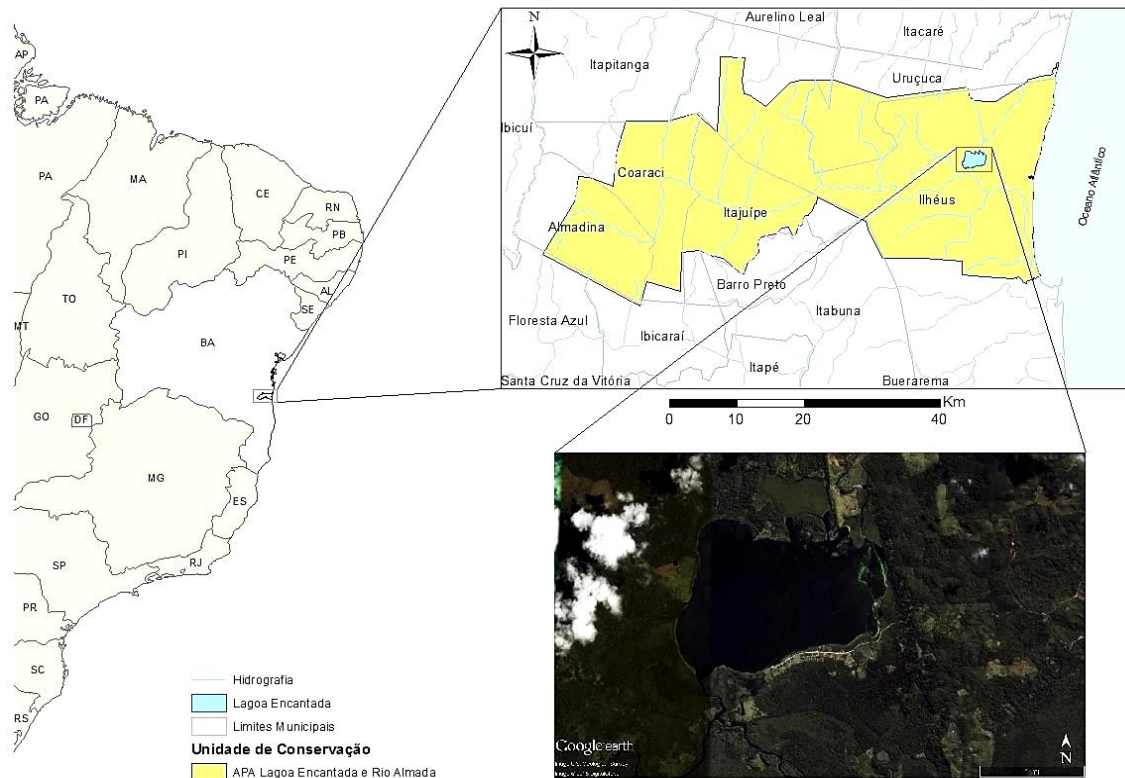 AP
PA
PA
MA
CE
RN
PB
PI
PE
AL
SE
TO
MT
BA
GO
DF
MG
ES
SP
RJ
PR
SC
RS
N
Aurelino Leal
Itacaré
Itapitanga
Uruçuca
Ibicuí
Coaraci
Ilhéus
Itajuípe
Almadina
Oceano Atlântico
Barro Preto
Floresta Azul
Itabuna
Ibicaraí
Itapé
Santa Cruz da Vitória
Buerarema
Km
0 10 20 40
Hidrografia
Lagoa Encantada
Limites Municipais
Unidade de Conservação
APA Lagoa Encantada e Rio Almada
Google earth
N